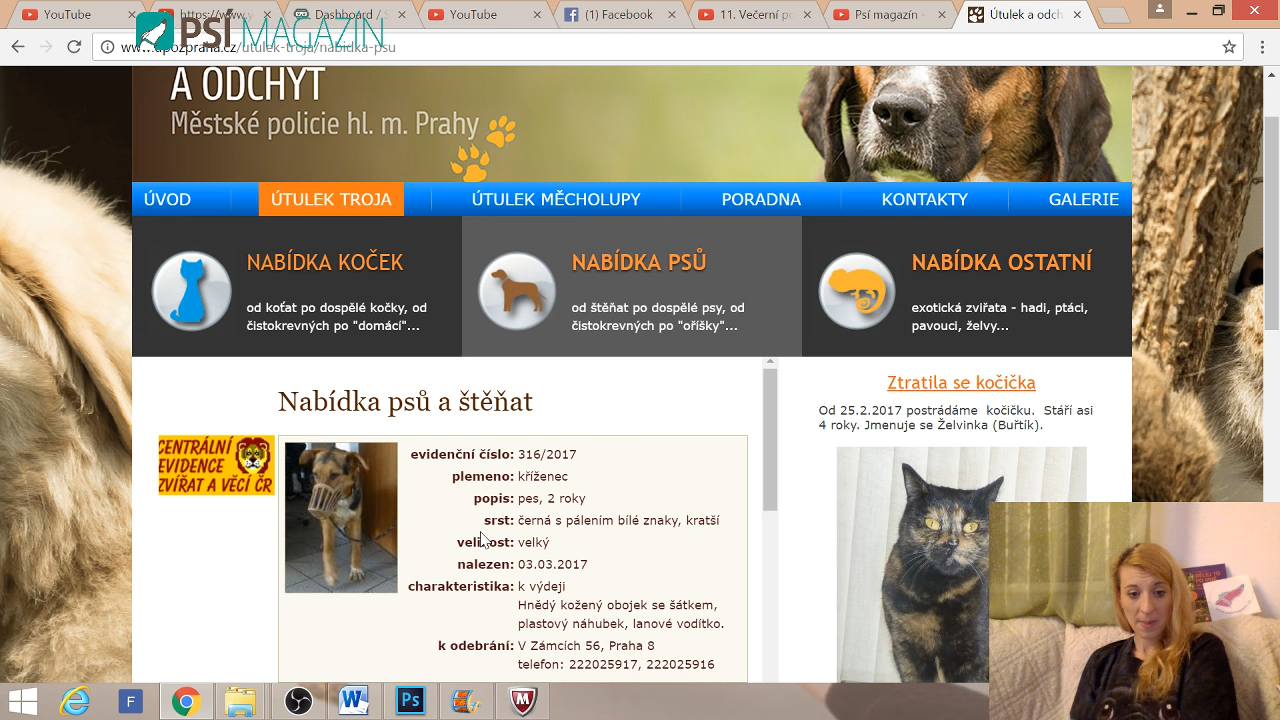 YouTube
https://www.y
Dashboard / S
YouTube
(1) Facebook
11. Večerní po
Psí magazín -
Útulek a odch
PSÍ MAGAZÍN
/utulek-troja/nabidka-psu
A ODCHYT
Městské policie hl. m. Prahy
ÚVOD
ÚTULEK TROJA
ÚTULEK MĚCHOLUPY
PORADNA
KONTAKTY
GALERIE
NABÍDKA KOČEK
od koťat po dospělé kočky, od
čistokrevných po "domácí"...
NABÍDKA PSŮ
od štěňat po dospělé psy, od
čistokrevných po "oříšky"...
NABÍDKA OSTATNÍ
exotická zviřata - hadi, ptáci,
pavouci, želvy...
Nabídka psů a štěňat
CENTRÁLNÍ
EVIDENCE
ZVÍŘAT A VĚCÍ ČR
evidenční číslo: 316/2017
plemeno: kříženec
popis: pes, 2 roky
srst: černá s pálením bílé znaky, kratší
velikost: velký
nalezen: 03.03.2017
charakteristika: k výdeji
Hnědý kožený obojek se šátkem,
plastový náhubek, lanové vodítko.
k odebrání: V Zámcích 56, Praha 8
telefon: 222025917, 222025916
Ztratila se kočička
Od 25.2.2017 postrádáme kočičku. Stáří asi
4 roky. Jmenuje se Želvinka (Buřtík).
F
W
Ps